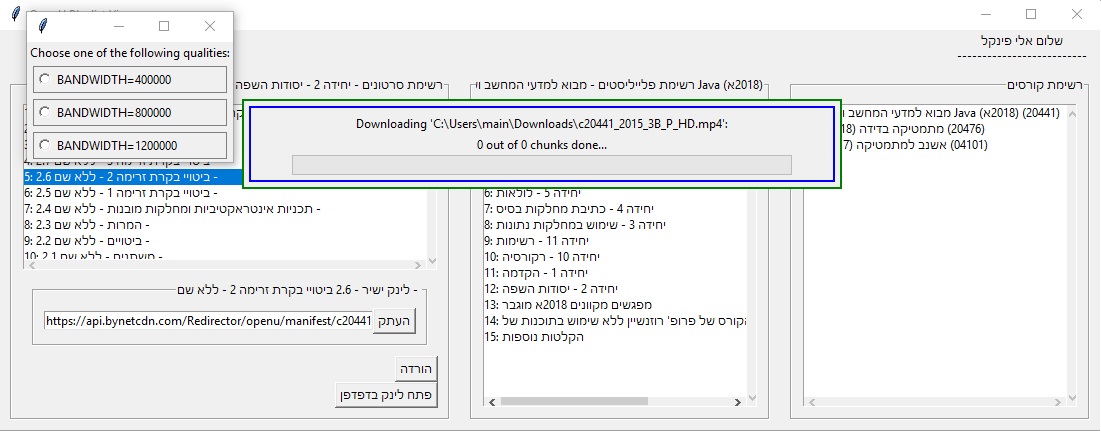 Choose one of the following qualities:
BANDWIDTH=400000
BANDWIDTH=800000
BANDWIDTH=1200000
שלום אלי פינקל
רשימת קורסים
(20441) מבוא למדעי המחשב Java (2018א)
(20476) מתמטיקה בדידה
(04101) אשנב למתמטיקה
רשימת פלייליסטים - מבוא למדעי המחשב Java (2018א)
6: יחידה 5 - לולאות
7: יחידה 4 - כתיבת מחלקות בסיס
8: יחידה 3 - שימוש במחלקות נתונות
9: יחידה 11 - רשימות
10: יחידה 10 - רקורסיה
11: יחידה 1 - הקדמה
12: יחידה 2 - יסודות השפה
13: מפגשים מקוונים 2018א מוגבר
14: הקורס של פרופ' רוזנשיין ללא שימוש בתוכנות של
15: הקלטות נוספות
רשימת סרטונים - יחידה 2 - יסודות השפה
5: 2.6 ביטויי בקרת זרימה 2 - ללא שם -
6: 2.5 ביטויי בקרת זרימה 1 - ללא שם -
7: 2.4 תכניות אינטראקטיביות ומחלקות מובנות - ללא שם -
8: 2.3 המרות - ללא שם -
9: 2.2 ביטויים - ללא שם -
10: 2.1 משתנים - ללא שם -
Downloading 'C:\Users\main\Downloads\c20441_2015_3B_P_HD.mp4':
0 out of 0 chunks done...
לינק ישיר - 2.6 ביטויי בקרת זרימה 2 - ללא שם -
https://api.bynetcdn.com/Redirector/openu/manifest/c20441
העתק
הורדה
פתח לינק בדפדפן